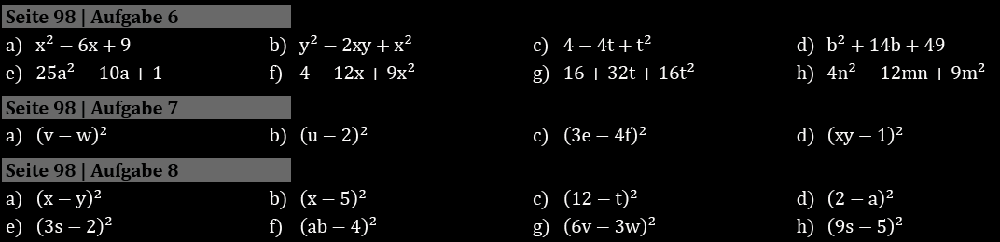 Seite 98 | Aufgabe 6
a) x² – 6x + 9 b) y² – 2xy + x² c) 4 – 4t + t² d) b² + 14b + 49
e) 25a² – 10a + 1 f) 4 – 12x + 9x² g) 16 + 32t + 16t² h) 4n² – 12mn + 9m²
Seite 98 | Aufgabe 7
a) (v – w)² b) (u – 2)² c) (3e – 4f)² d) (xy – 1)²
Seite 98 | Aufgabe 8
a) (x – y)² b) (x – 5)² c) (12 – t)² d) (2 – a)²
e) (3s – 2)² f) (ab – 4)² g) (6v – 3w)² h) (9s – 5)²